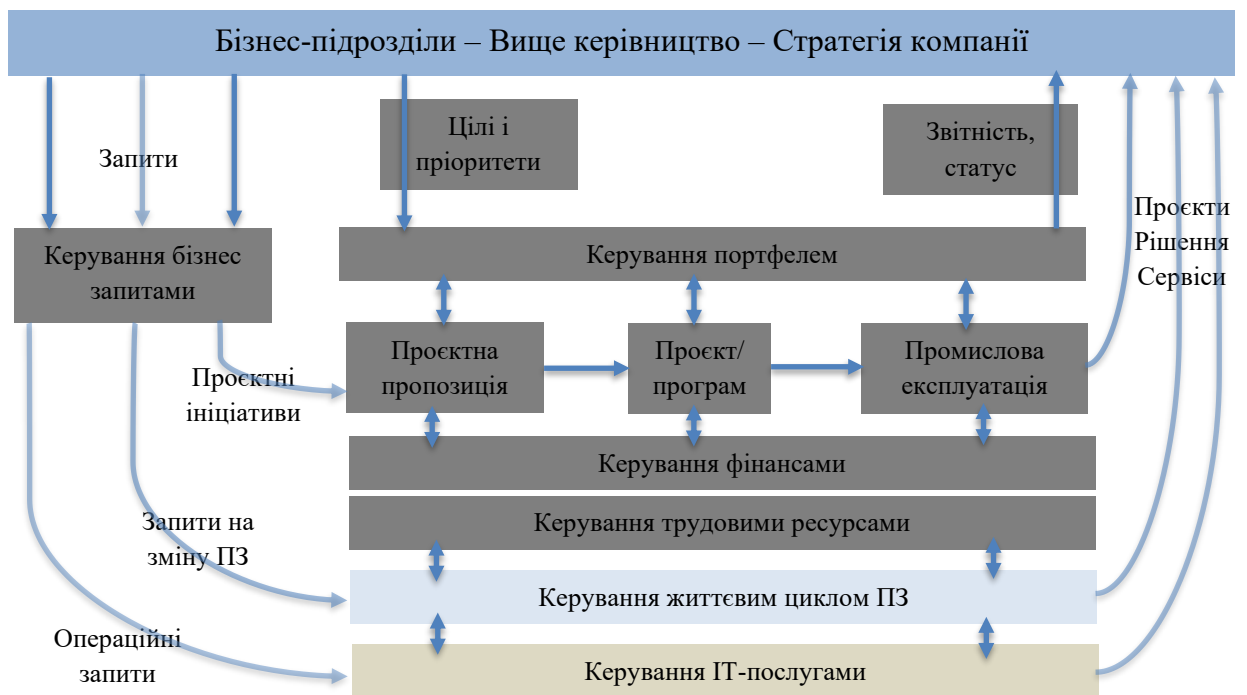 Бізнес-підрозділи – Вище керівництво – Стратегія компанії
Цілі і
пріоритети
Звітність,
статус
Запити
Проєкти
Рішення
Сервіси
Керування бізнес
запитами
Керування портфелем
Проєктні
ініціативи
Проєктна
пропозиція
Проєкт/
програм
Промислова
експлуатація
Керування фінансами
Керування трудовими ресурсами
Запити на
зміну ПЗ
Керування життєвим циклом ПЗ
Операційні
запити
Керування ІТ-послугами